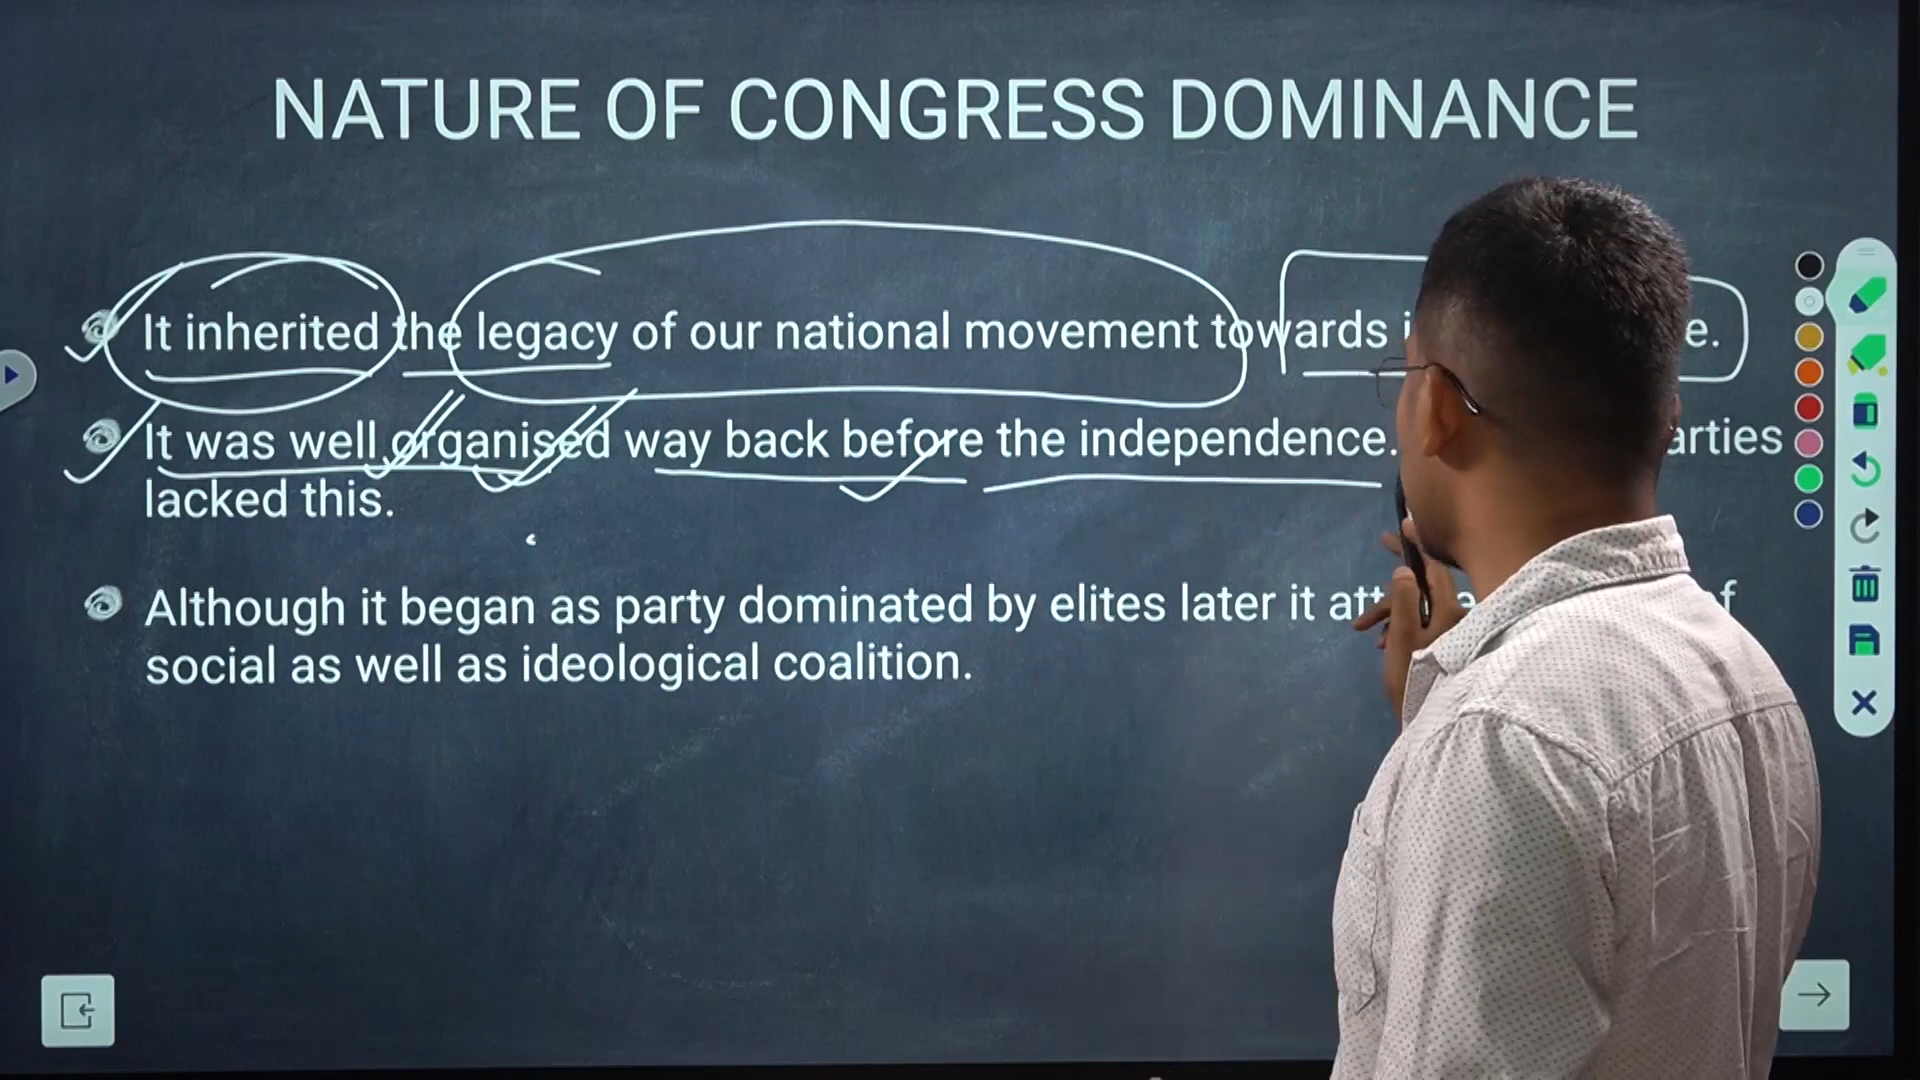 NATURE OF CONGRESS DOMINANCE
It inherited the legacy of our national movement towards
It was well organised way back before the independence.
lacked this.
Although it began as party dominated by elites later it
social as well as ideological coalition.